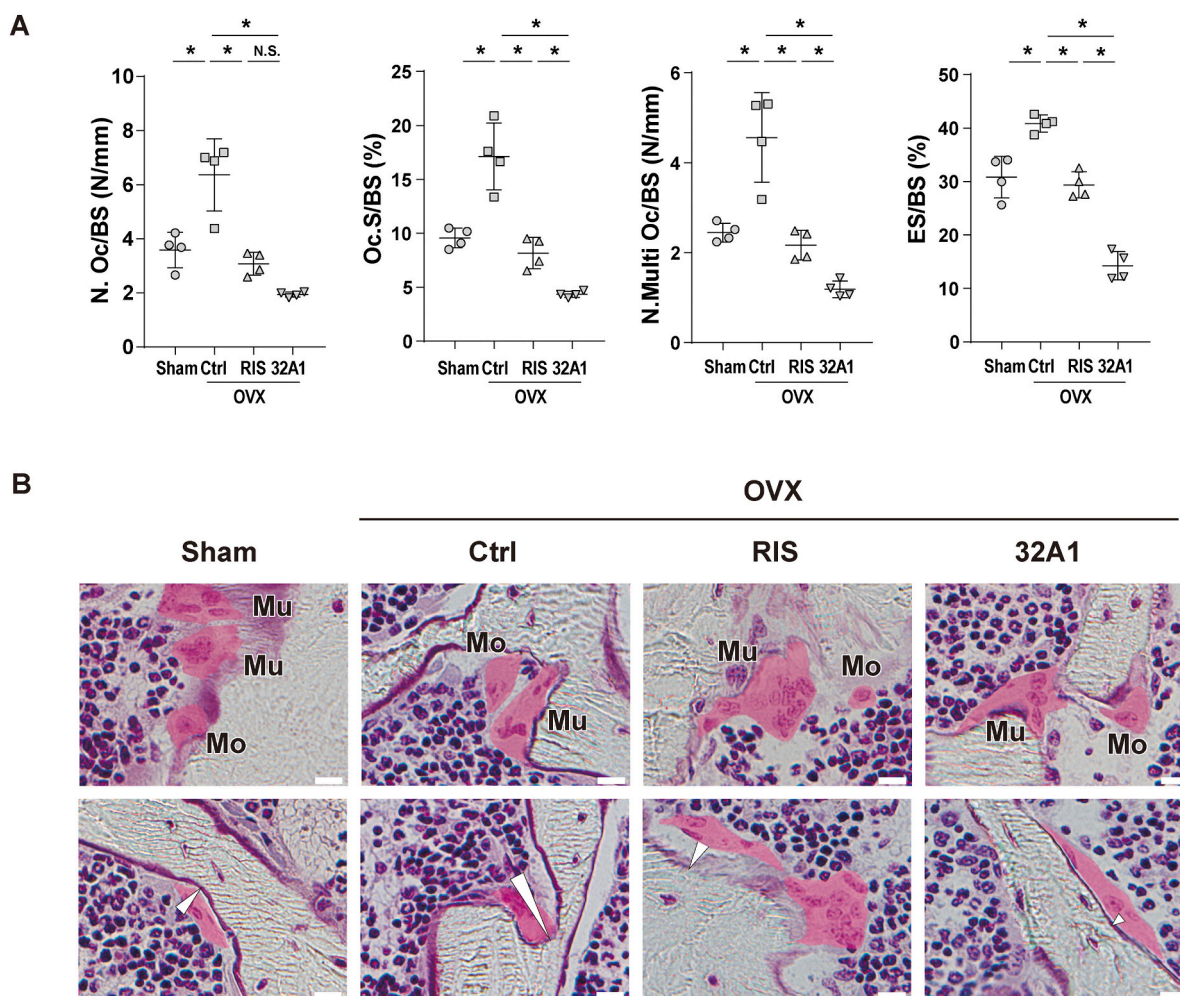 A
* * * *
* * N.S. * * * * * * * * *
N. Oc/BS (N/mm)
10
8
6
4
2
0
Sham Ctrl RIS 32A1
OVX
Oc.S/BS (%)
25
20
15
10
5
0
Sham Ctrl RIS 32A1
OVX
N.Multi Oc/BS (N/mm)
6
4
2
0
Sham Ctrl RIS 32A1
OVX
ES/BS (%)
50
40
30
20
10
0
Sham Ctrl RIS 32A1
OVX
B
OVX
Sham Ctrl RIS 32A1
Mu
Mu
Mo
Mo
Mu
Mu
Mo
Mu
Mo